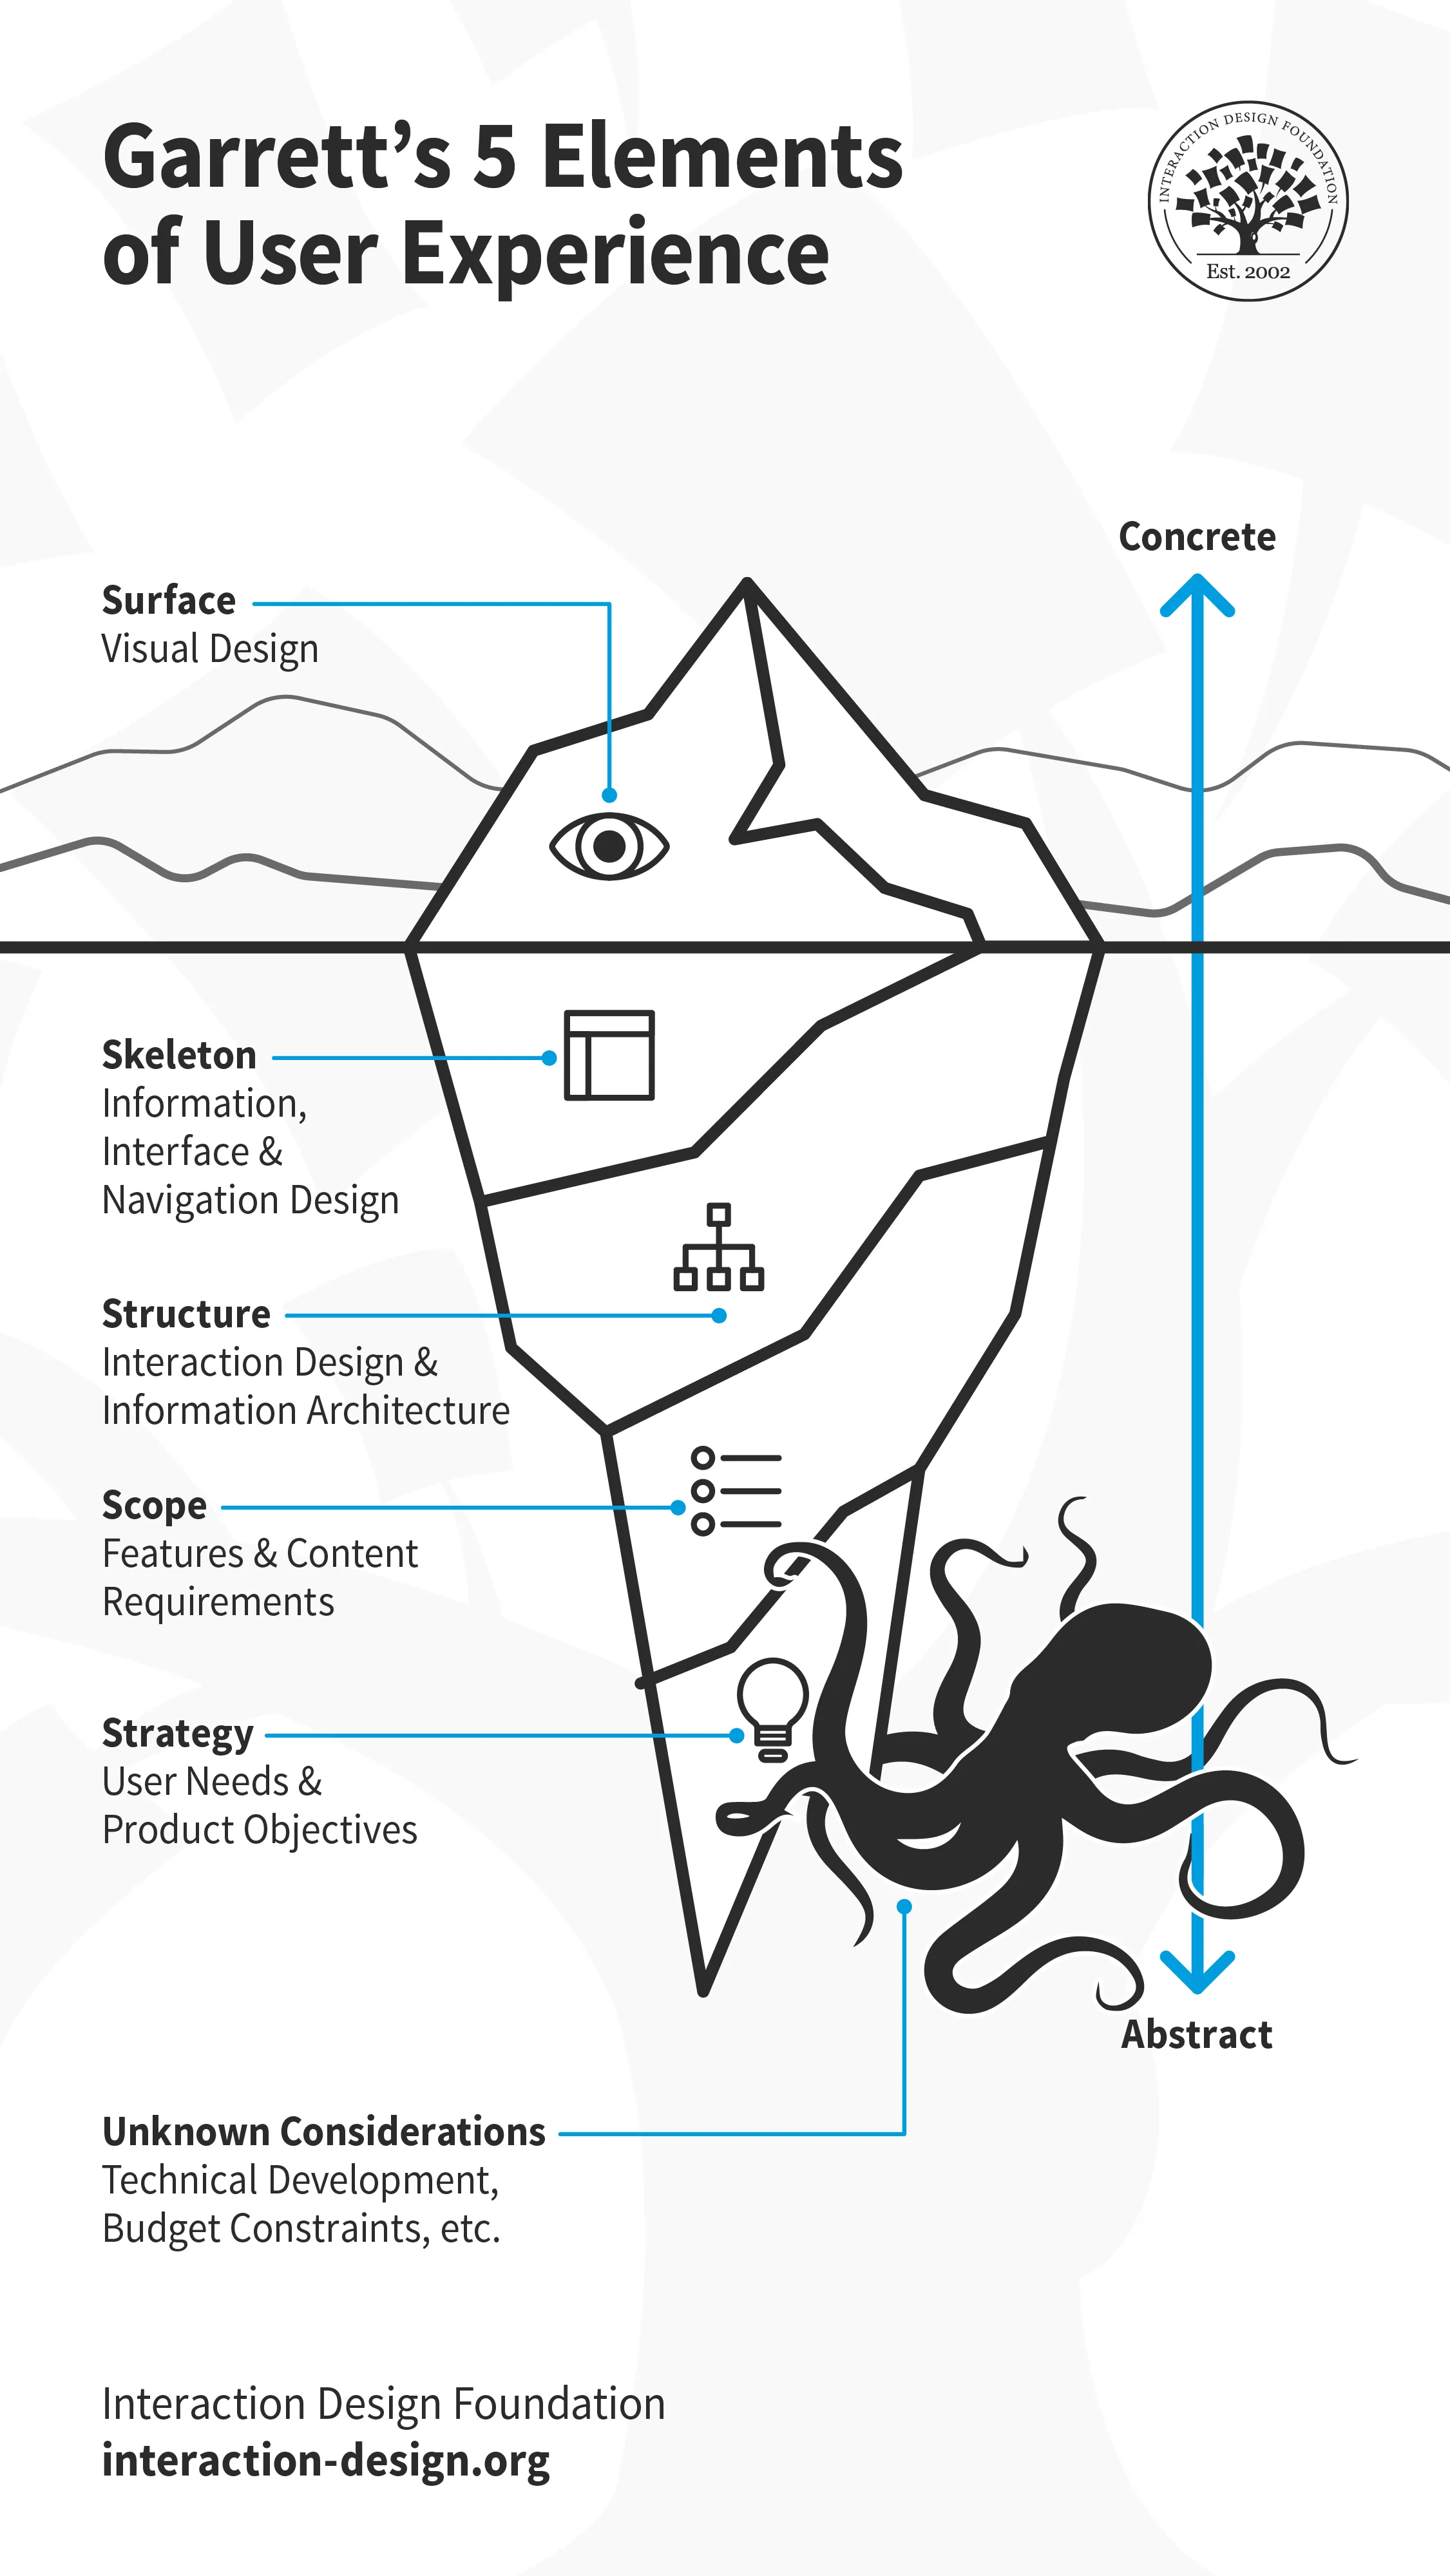 Garrett’s 5 Elements
of User Experience
INTERACTION DESIGN FOUNDATION
Est. 2002
Concrete
Surface
Visual Design
Skeleton
Information,
Interface &
Navigation Design
Structure
Interaction Design &
Information Architecture
Scope
Features & Content
Requirements
Strategy
User Needs &
Product Objectives
Abstract
Unknown Considerations
Technical Development,
Budget Constraints, etc.
Interaction Design Foundation
interaction-design.org